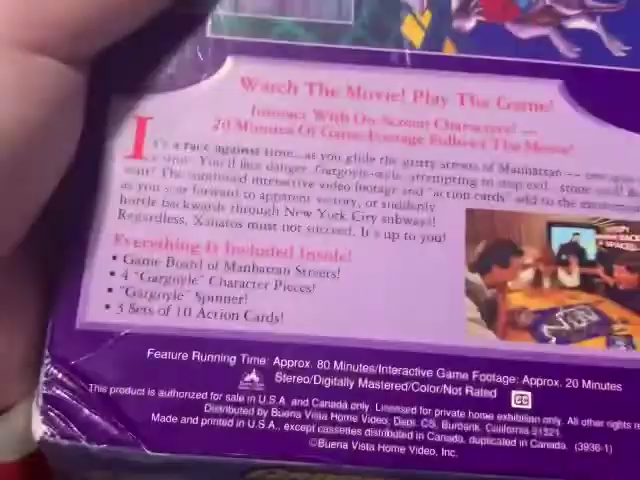 Watch The Movie! Play The Game!
Interact With On-Screen Characters! —
20 Minutes Of Game Footage Follows The Movie!
It's a race against time...as you glide the gritty streets of Manhattan —
You'll face danger, Gargoyle-style, attempting to stop evil.
The combined interactive video footage and "action cards" add to the
as you soar forward to apparent victory, or suddenly
hurtle backwards through New York City subways!
Regardless, Xanatos must not succeed. It's up to you!
Everything Is Included Inside!
• Game Board of Manhattan Streets!
• 4 "Gargoyle" Character Pieces!
• "Gargoyle" Spinner!
• 3 Sets of 10 Action Cards!
Feature Running Time: Approx. 80 Minutes/Interactive Game Footage: Approx. 20 Minutes
Stereo/Digitally Mastered/Color/Not Rated CC
This product is authorized for sale in U.S.A. and Canada only. Licensed for private home exhibition only. All other rights
Distributed by Buena Vista Home Video, Dept. CS, Burbank, California 91521.
Made and printed in U.S.A., except cassettes distributed in Canada, duplicated in Canada. (3936-1)
©Buena Vista Home Video, Inc.